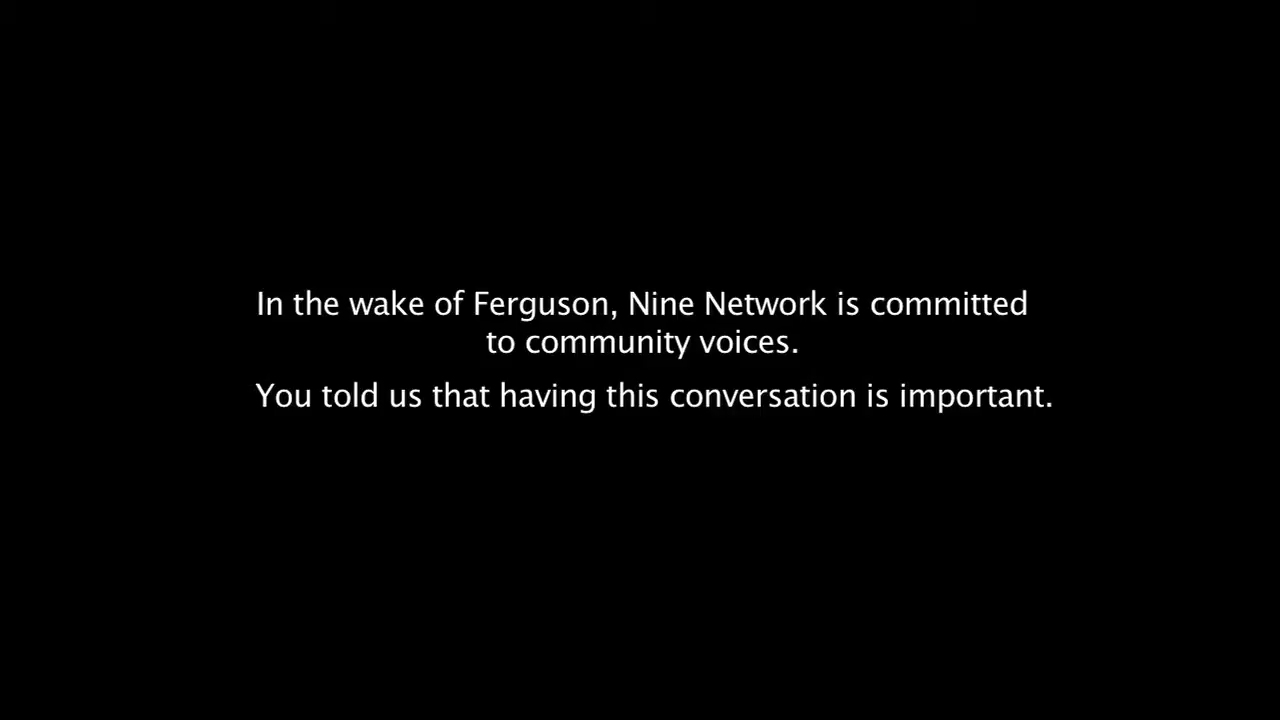 In the wake of Ferguson, Nine Network is committed
to community voices.
You told us that having this conversation is important.